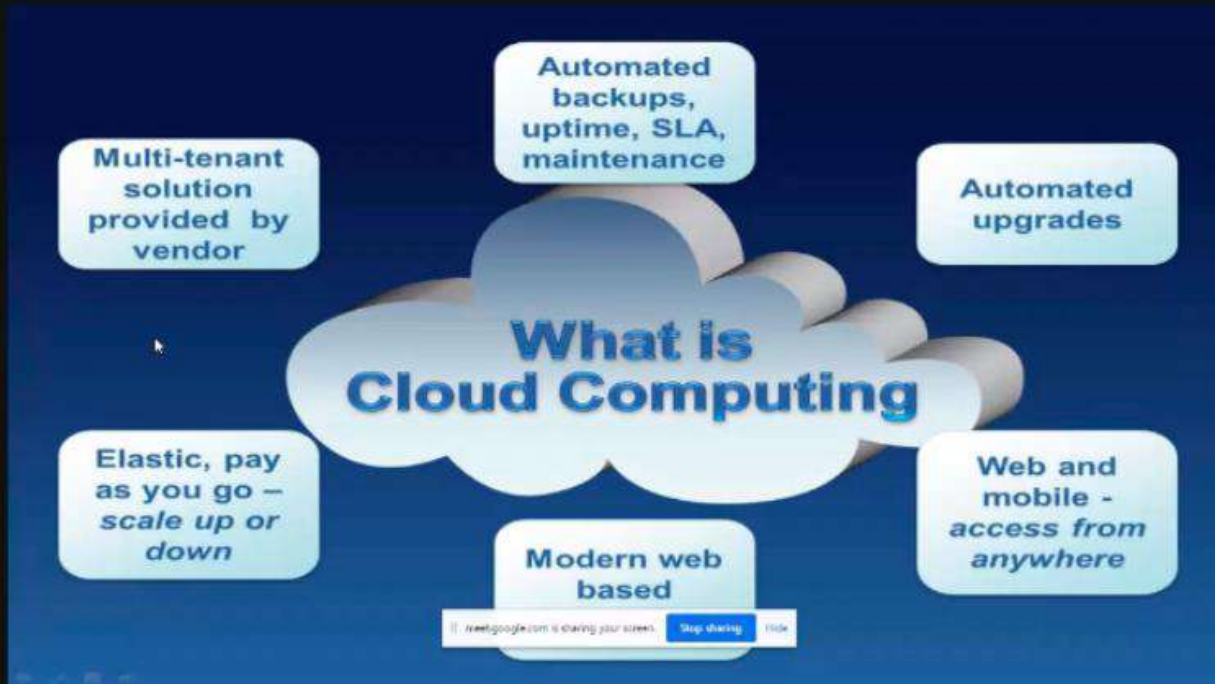 Automated
backups,
uptime, SLA,
maintenance
Multi-tenant
solution
provided by
vendor
Automated
upgrades
What is
Cloud Computing
Elastic, pay
as you go –
scale up or
down
Web and
mobile -
access from
anywhere
Modern web
based
meet.google.com is sharing your screen. Stop sharing Hide